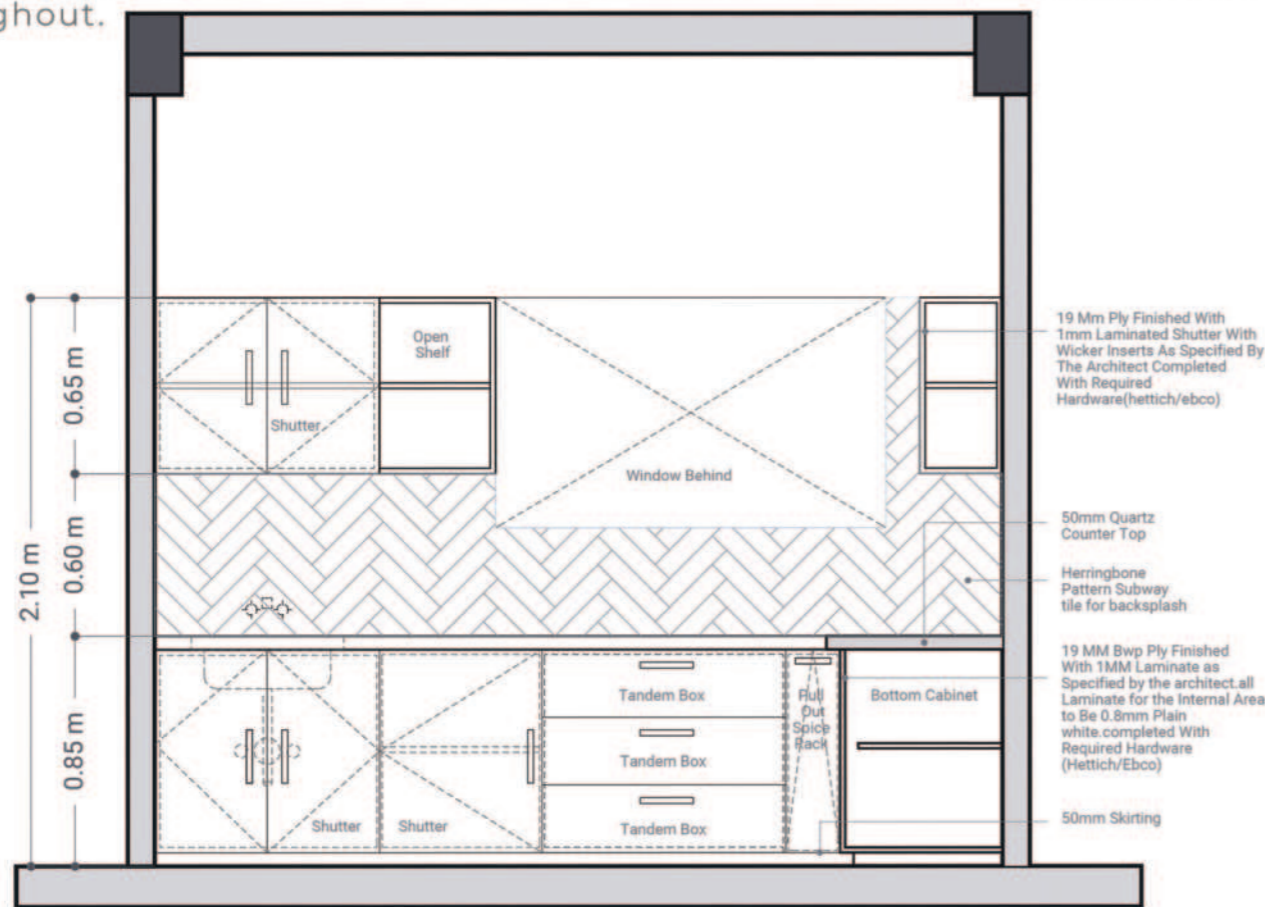 ghout.
Open
Shelf
Shutter
Window Behind
0.65 m
2.10 m
0.60 m
0.85 m
19 Mm Ply Finished With
1mm Laminated Shutter With
Wicker Inserts As Specified By
The Architect Completed
With Required
Hardware(hettich/ebco)
50mm Quartz
Counter Top
Herringbone
Pattern Subway
tile for backsplash
19 MM Bwp Ply Finished
With 1MM Laminate as
Specified by the architect.all
Laminate for the Internal Area
to Be 0.8mm Plain
white.completed With
Required Hardware
(Hettich/Ebco)
50mm Skirting
Tandem Box
Tandem Box
Tandem Box
Pull
Out
Spice
Rack
Bottom Cabinet
Shutter
Shutter